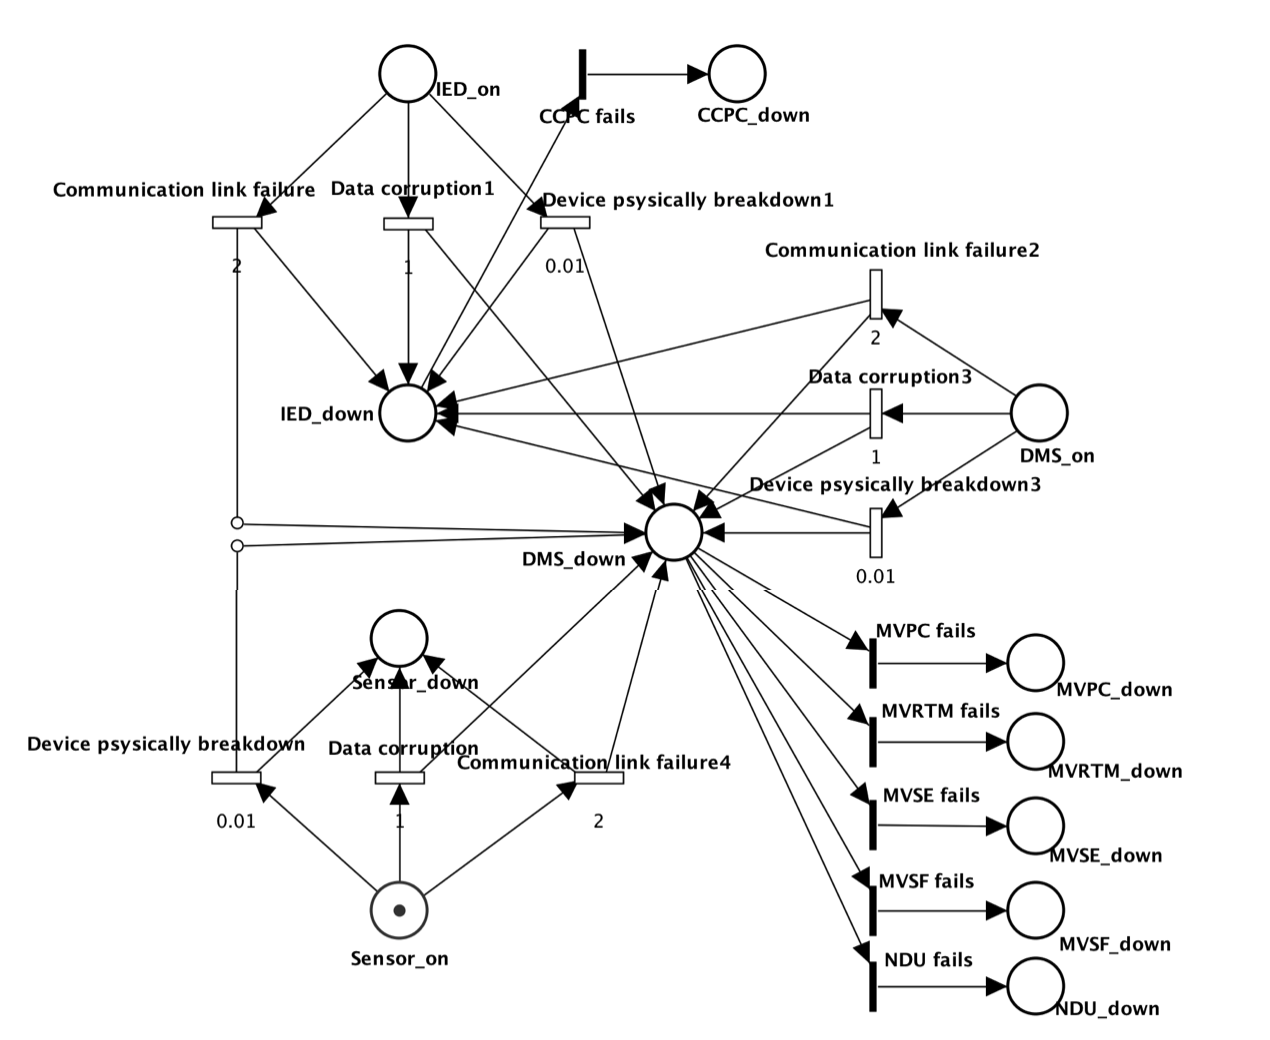 IED_on
CCPC fails
CCPC_down
Communication link failure
Data corruption1
Device psysically breakdown1
2
1
0.01
Communication link failure2
2
Data corruption3
IED_down
1
DMS_on
Device psysically breakdown3
DMS_down
0.01
MVPC fails
Sensor_down
MVPC_down
MVRTM fails
Device psysically breakdown
Data corruption
Communication link failure4
MVRTM_down
MVSE fails
0.01
1
2
MVSE_down
MVSF fails
MVSF_down
Sensor_on
NDU fails
NDU_down